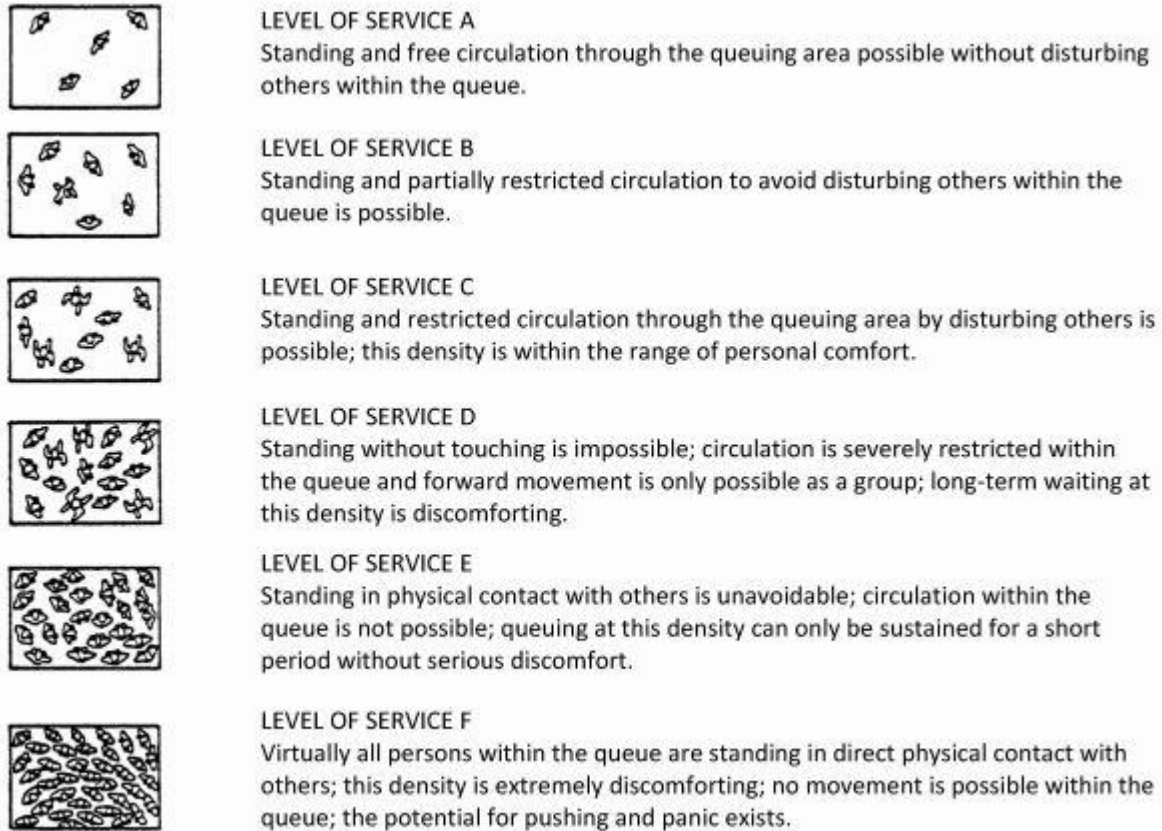 LEVEL OF SERVICE A
Standing and free circulation through the queuing area possible without disturbing
others within the queue.
LEVEL OF SERVICE B
Standing and partially restricted circulation to avoid disturbing others within the
queue is possible.
LEVEL OF SERVICE C
Standing and restricted circulation through the queuing area by disturbing others is
possible; this density is within the range of personal comfort.
LEVEL OF SERVICE D
Standing without touching is impossible; circulation is severely restricted within
the queue and forward movement is only possible as a group; long-term waiting at
this density is discomforting.
LEVEL OF SERVICE E
Standing in physical contact with others is unavoidable; circulation within the
queue is not possible; queuing at this density can only be sustained for a short
period without serious discomfort.
LEVEL OF SERVICE F
Virtually all persons within the queue are standing in direct physical contact with
others; this density is extremely discomforting; no movement is possible within the
queue; the potential for pushing and panic exists.